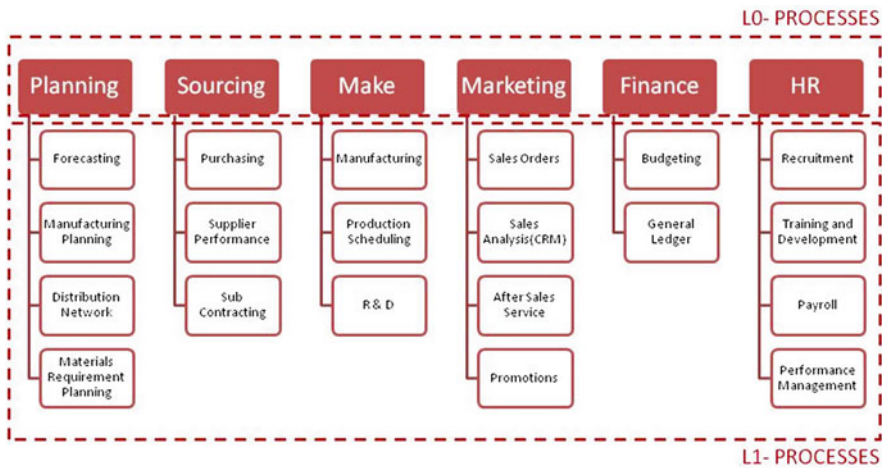 L0- PROCESSES
Planning
Sourcing
Make
Marketing
Finance
HR
Forecasting
Manufacturing
Planning
Distribution
Network
Materials
Requirement
Planning
Purchasing
Supplier
Performance
Sub
Contracting
Manufacturing
Production
Scheduling
R & D
Sales Orders
Sales
Analysis(CRM)
After Sales
Service
Promotions
Budgeting
General
Ledger
Recruitment
Training and
Development
Payroll
Performance
Management
L1- PROCESSES